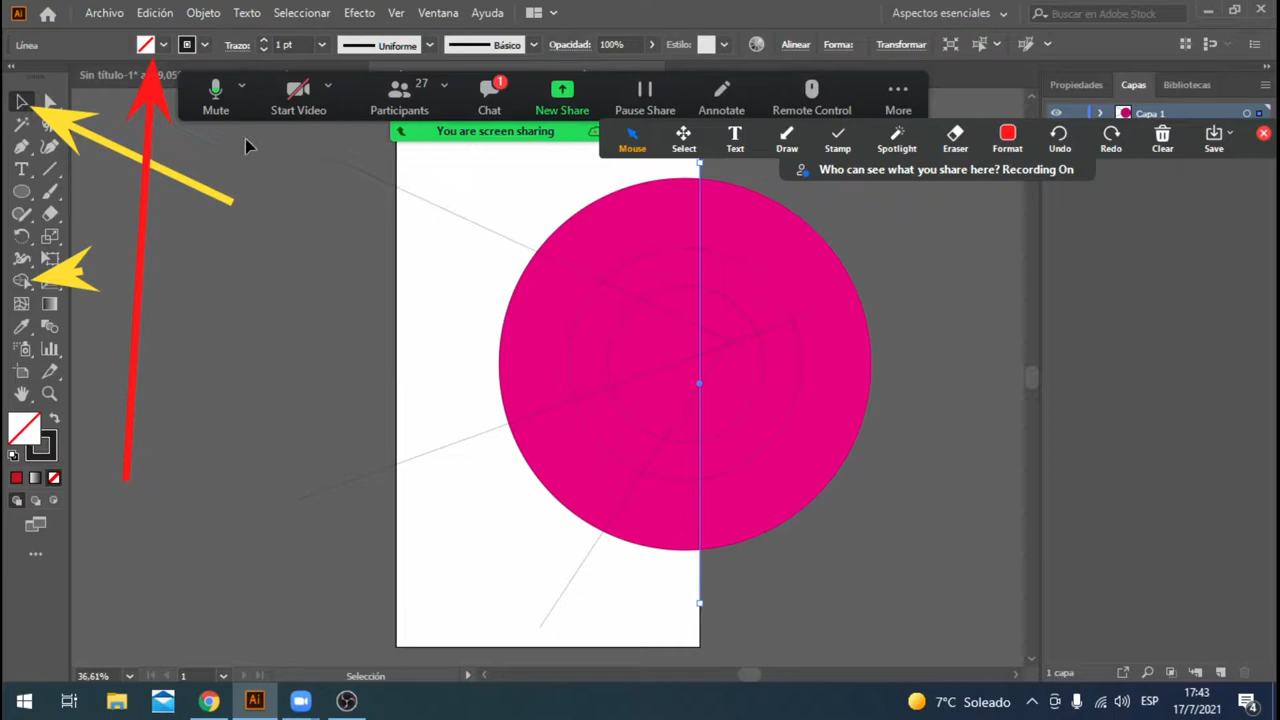 Ai
Archivo Edición Objeto Texto Seleccionar Efecto Ver Ventana Ayuda
Aspectos esenciales
Buscar en Adobe Stock
Línea
Trazo:
1 pt
Uniforme
Básico
Opacidad:
100%
Estilo:
Alinear
Forma:
Transformar
Mute
Start Video
27
Participants
1
Chat
New Share
Pause Share
Annotate
Remote Control
More
Propiedades
Capas
Bibliotecas
Capa 1
You are screen sharing
Mouse
Select
Text
Draw
Stamp
Spotlight
Eraser
Format
Undo
Redo
Clear
Save
Who can see what you share here? Recording On
36,61%
1
Selección
1 capa
Ai
7°C Soleado
ESP
17:43
17/7/2021
4